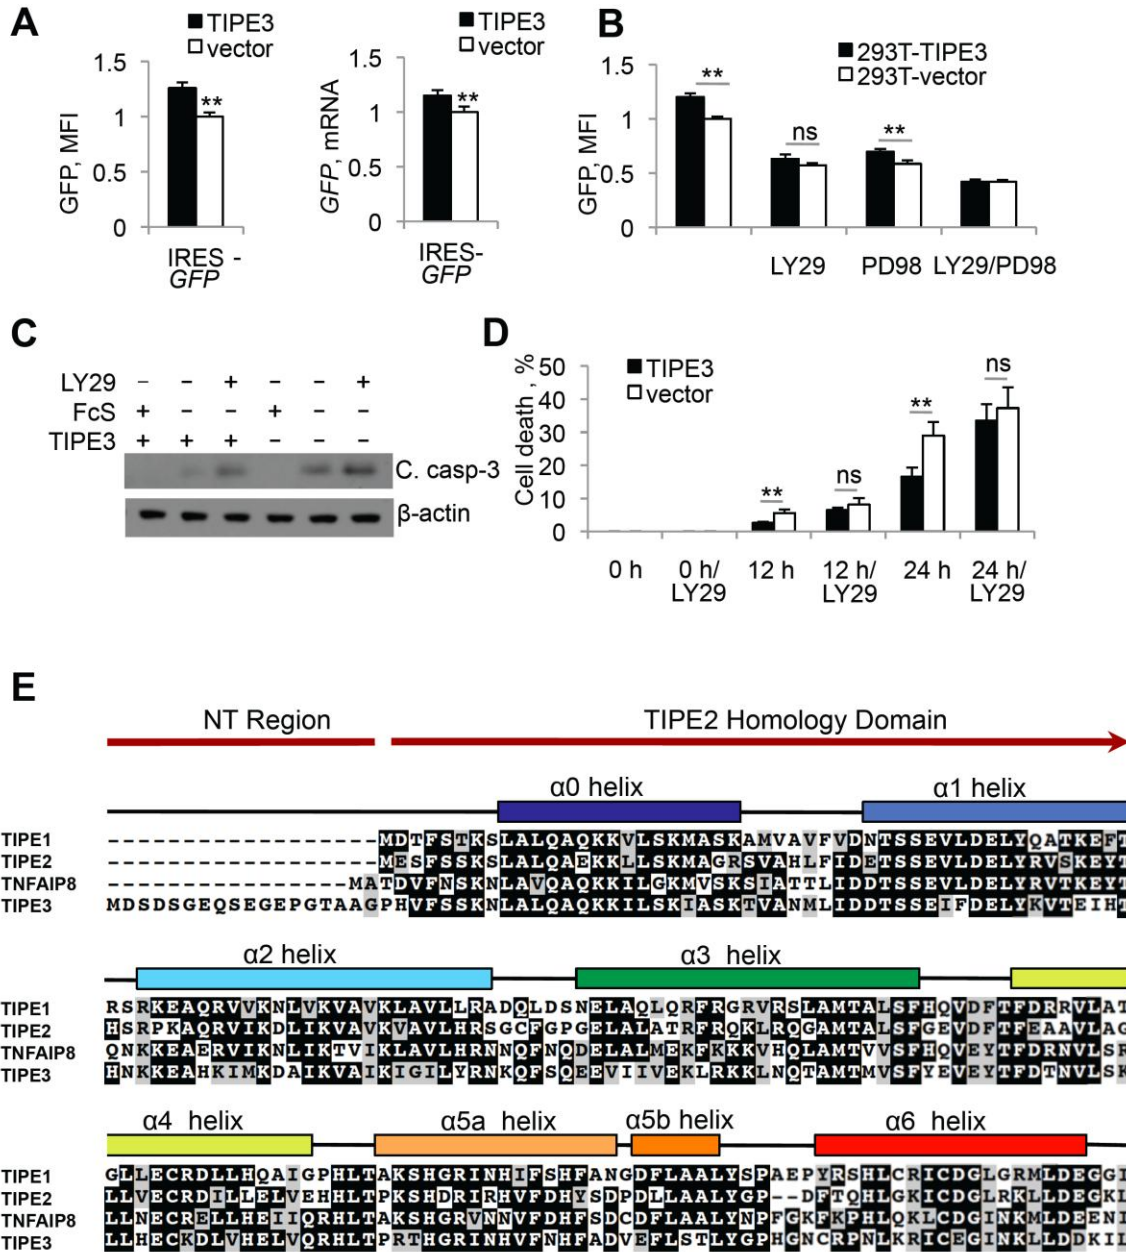 A
TIPE3
vector
GFP, MFI
1.5
1
0.5
0
**
IRES -
GFP
TIPE3
vector
GFP, mRNA
1.5
1
0.5
0
**
IRES-
GFP
B
293T-TIPE3
293T-vector
GFP, MFI
1.5
1
0.5
0
** ns **
LY29 PD98 LY29/PD98
C
LY29 - - + - - +
FcS + - - + - -
TIPE3 + + + - - -
C. casp-3
β-actin
D
TIPE3
vector
Cell death , %
50
40
30
20
10
0
** ns ** ns
0 h 0 h/ 12 h 12 h/ 24 h 24 h/
LY29 LY29 LY29
E
NT Region TIPE2 Homology Domain
α0 helix α1 helix
TIPE1 -----------------MDTFSTKSLALQAQKKVLSKMASKAMVAVFVDNTSSEVLDELYQATKEFT
TIPE2 -----------------MESFSSKSLALQAEKKLLSKMAGRSVAHLFIDETSSEVLDELYRVSKEYT
TNFAIP8 ---------------MATDVFNSKNLAVQAQKKILGKMVSKSIATTLIDDTSSEVLDELYRVTKEYT
TIPE3 MDSDSGEQSEGEPGTAAGPHVFSSKNLALQAQKKILSKIASKTVANMLIDDTSSEIFDELYKVTEIHT
α2 helix α3 helix
TIPE1 RSRKEAQRVVKNLVKVAVKLAVLLRADQLDSNELAQLQRFRGRVRSLAMTALSFHQVDFTFDRRVLAT
TIPE2 HSRPKAQRVIKDLIKVAVKVAVLHRSGCFGPGELALATRFRQKLRQGAMTALSFGEVDFTFEAAVLAG
TNFAIP8 QNKKEAERVIKNLIKTVIKLAVLHRNNQFNQDELALMEKFKKKVHQLAMTVVSFHQVEYTFDRNVLSR
TIPE3 HNKKEAHKIMKDAIKVAIKIGILYRNKQFSQEEVIIVEKLRKKLNQTAMTMVSFYEVEYTFDTNVLSK
α4 helix α5a helix α5b helix α6 helix
TIPE1 GLLECRDLLHQAIGPHLTAKSHGRINHIFSHFANGDFLAALYSPAEPYRSHLCRICDGLGRMLDEGGI
TIPE2 LLVECRDILLELVEHHLTPKSHDRIRHVFDHYSDPDLLAALYGP--DFTQHLGKICDGLRKLLDEGKL
TNFAIP8 LLNECRELLHEIIQRHLTAKSHGRVNNVFDHFSDCDFLAALYNPFGKFKPHLQKLCDGINKMLDEENI
TIPE3 LLHECKDLVHELVQRHLTPRTHGRINHVFNHFADVEFLSTLYGPHGNCRPNLKRICEGINKLLDDKIL